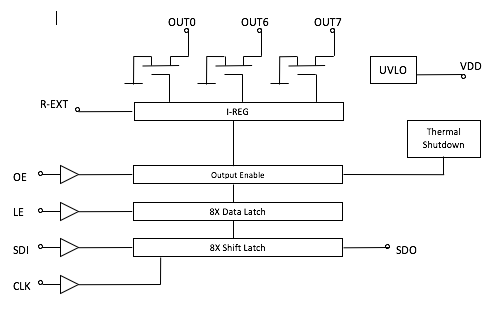 OUT0
OUT6
OUT7
UVLO
VDD
R-EXT
I-REG
Thermal
Shutdown
OE
Output Enable
LE
8X Data Latch
SDI
8X Shift Latch
SDO
CLK